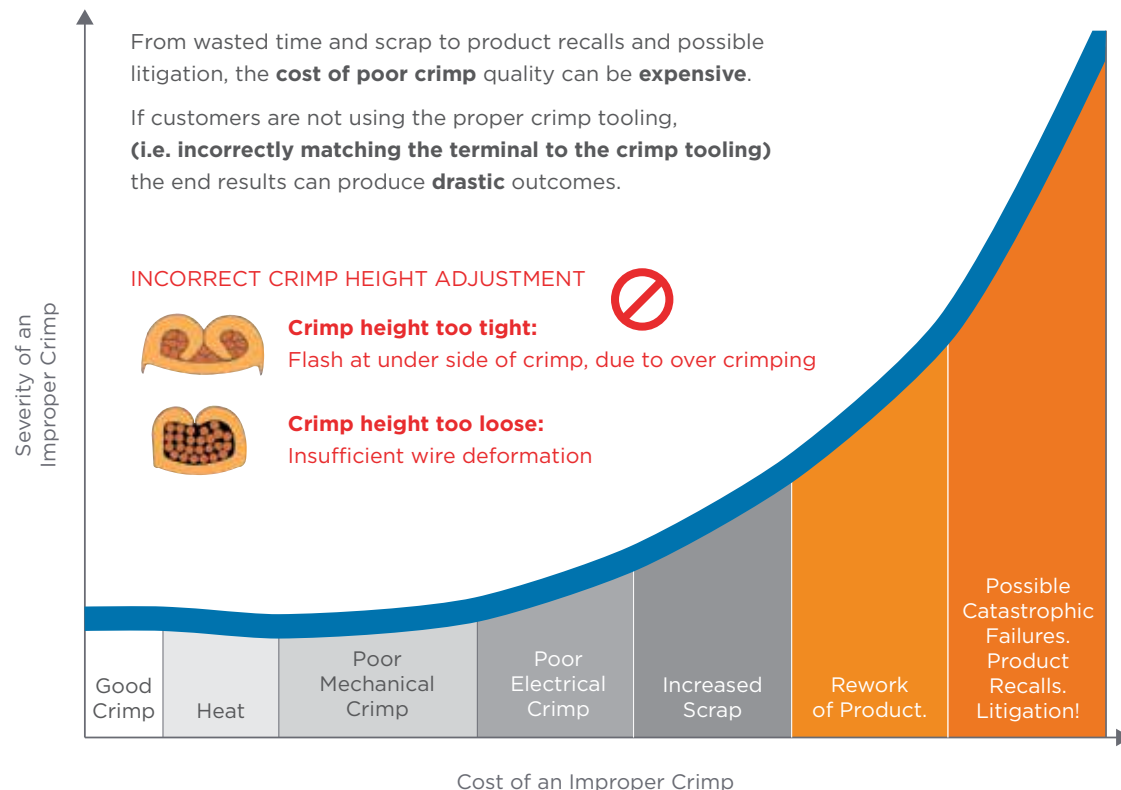 From wasted time and scrap to product recalls and possible
litigation, the cost of poor crimp quality can be expensive.
If customers are not using the proper crimp tooling,
(i.e. incorrectly matching the terminal to the crimp tooling)
the end results can produce drastic outcomes.
INCORRECT CRIMP HEIGHT ADJUSTMENT
Crimp height too tight:
Flash at under side of crimp, due to over crimping
Crimp height too loose:
Insufficient wire deformation
Severity of an
Improper Crimp
Good
Crimp
Heat
Poor
Mechanical
Crimp
Poor
Electrical
Crimp
Increased
Scrap
Rework
of Product.
Possible
Catastrophic
Failures.
Product
Recalls.
Litigation!
Cost of an Improper Crimp